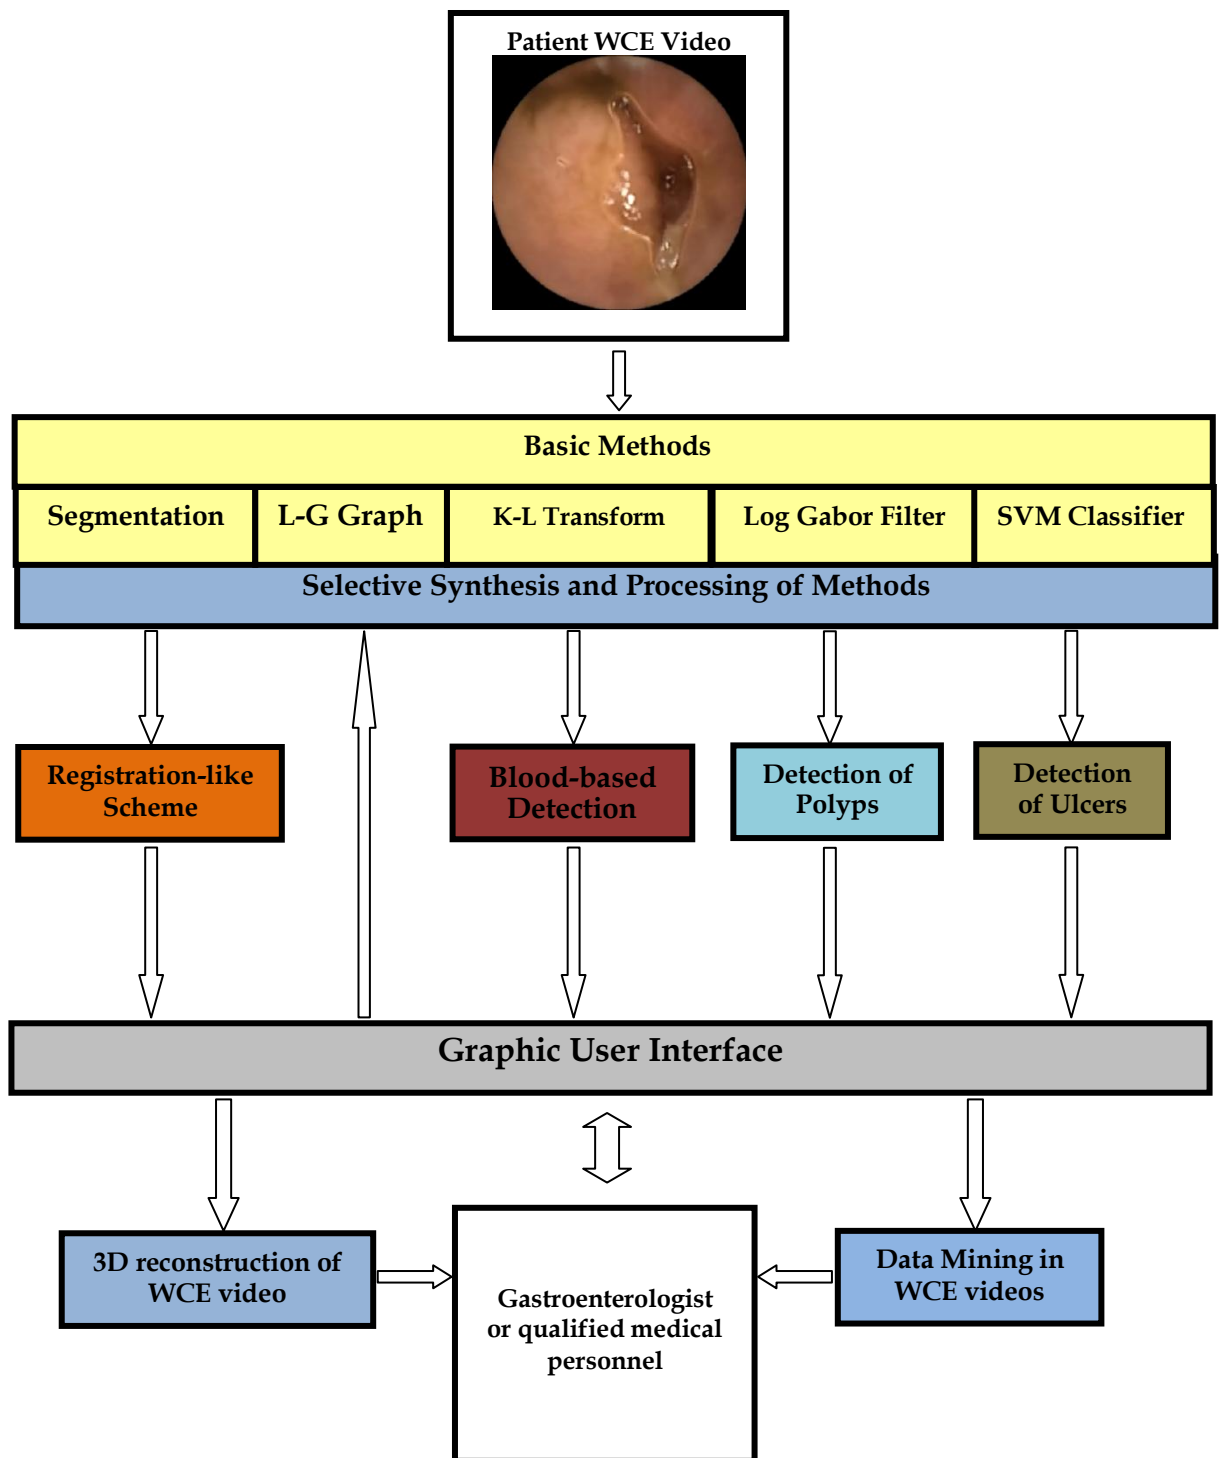 Patient WCE Video
Basic Methods
Segmentation
L-G Graph
K-L Transform
Log Gabor Filter
SVM Classifier
Selective Synthesis and Processing of Methods
Registration-like
Scheme
Blood-based
Detection
Detection of
Polyps
Detection
of Ulcers
Graphic User Interface
3D reconstruction of
WCE video
Gastroenterologist
or qualified medical
personnel
Data Mining in
WCE videos